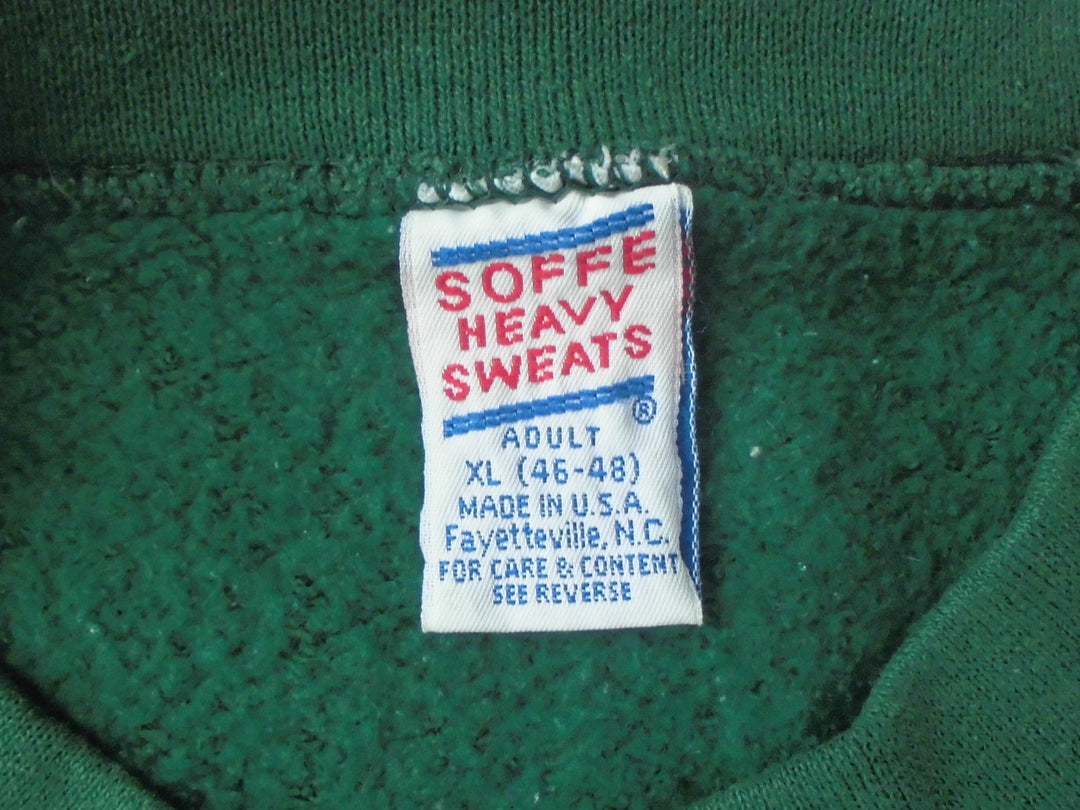 SOFFE
HEAVY
SWEATS
®
ADULT
XL (46-48)
MADE IN U.S.A.
Fayetteville, N.C.
FOR CARE & CONTENT
SEE REVERSE